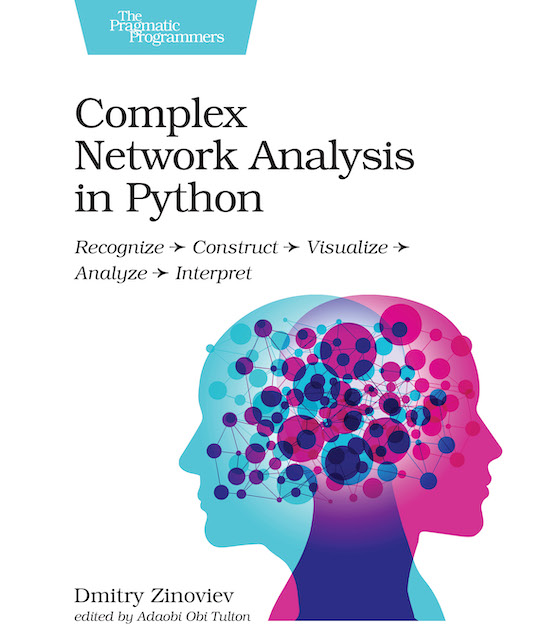 The
Pragmatic
Programmers
Complex
Network Analysis
in Python
Recognize ➛ Construct ➛ Visualize ➛
Analyze ➛ Interpret
Dmitry Zinoviev
edited by Adaobi Obi Tulton